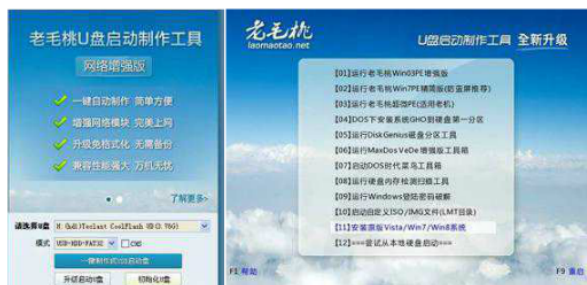 老毛桃U盘启动制作工具
网络增强版
一键自动制作 简单方便
增强网络模块 完美上网
升级免格式化 无需备份
兼容性能强大 万机无忧
了解更多>
请选择U盘
模式 USB-HDD-FAT32
一键制作成USB启动盘
升级启动U盘 初始化U盘
老毛桃
laomaotao.net
U盘启动制作工具 全新升级
【01】运行老毛桃Win03PE增强版
【02】运行老毛桃Win7PE精简版(防蓝屏推荐)
【03】运行老毛桃超微PE(适用老机)
【04】DOS下安装系统GHO到硬盘第一分区
【05】运行DiskGenius磁盘分区工具
【06】运行MaxDos VeDe增强版工具箱
【07】启动DOS时代菜鸟工具箱
【08】运行硬盘内存检测扫描工具
【09】运行Windows登陆密码破解
【10】启动自定义ISO/IMG文件(LMT目录)
【11】安装原版Vista/Win7/Win8系统
【12】===尝试从本地硬盘启动===
F1 帮助
F9 重启